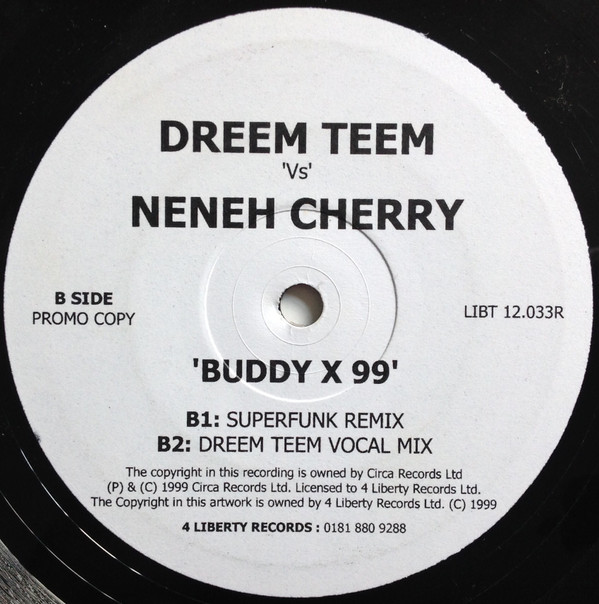 DREEM TEEM
'Vs'
NENEH CHERRY
B SIDE
PROMO COPY
LIBT 12.033R
'BUDDY X 99'
B1: SUPERFUNK REMIX
B2: DREEM TEEM VOCAL MIX
The copyright in this recording is owned by Circa Records Ltd
(P) & (C) 1999 Circa Records Ltd. Licensed to 4 Liberty Records Ltd.
The Copyright in this artwork is owned by 4 Liberty Records Ltd. (C) 1999
4 LIBERTY RECORDS : 0181 880 9288